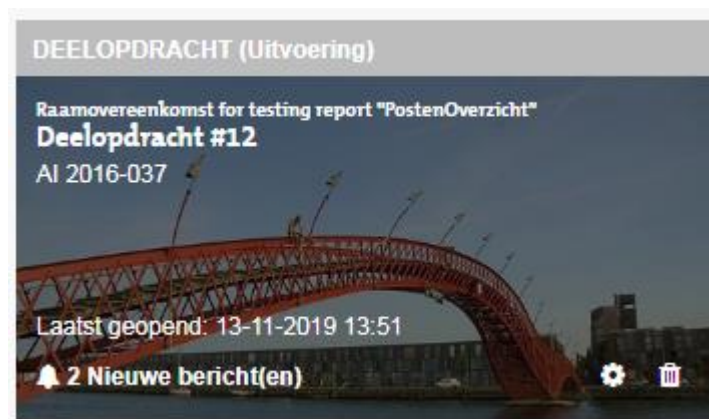 DEELOPDRACHT (Uitvoering)
Raamovereenkomst for testing report "PostenOverzicht"
Deelopdracht #12
AI 2016-037
Laatst geopend: 13-11-2019 13:51
2 Nieuwe bericht(en)